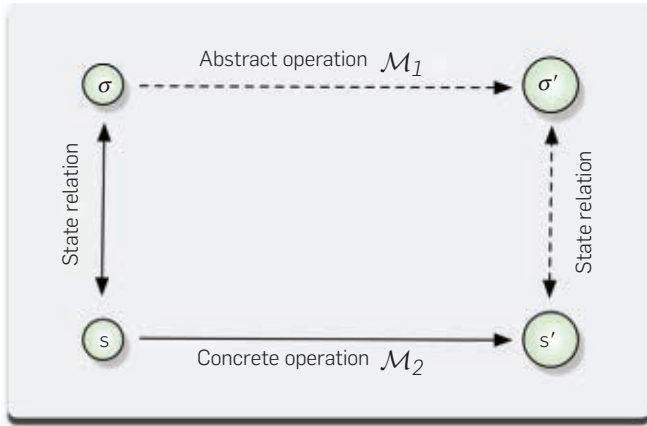 Abstract operation ℳ1
σ
σ′
State relation
State relation
s
s′
Concrete operation ℳ2